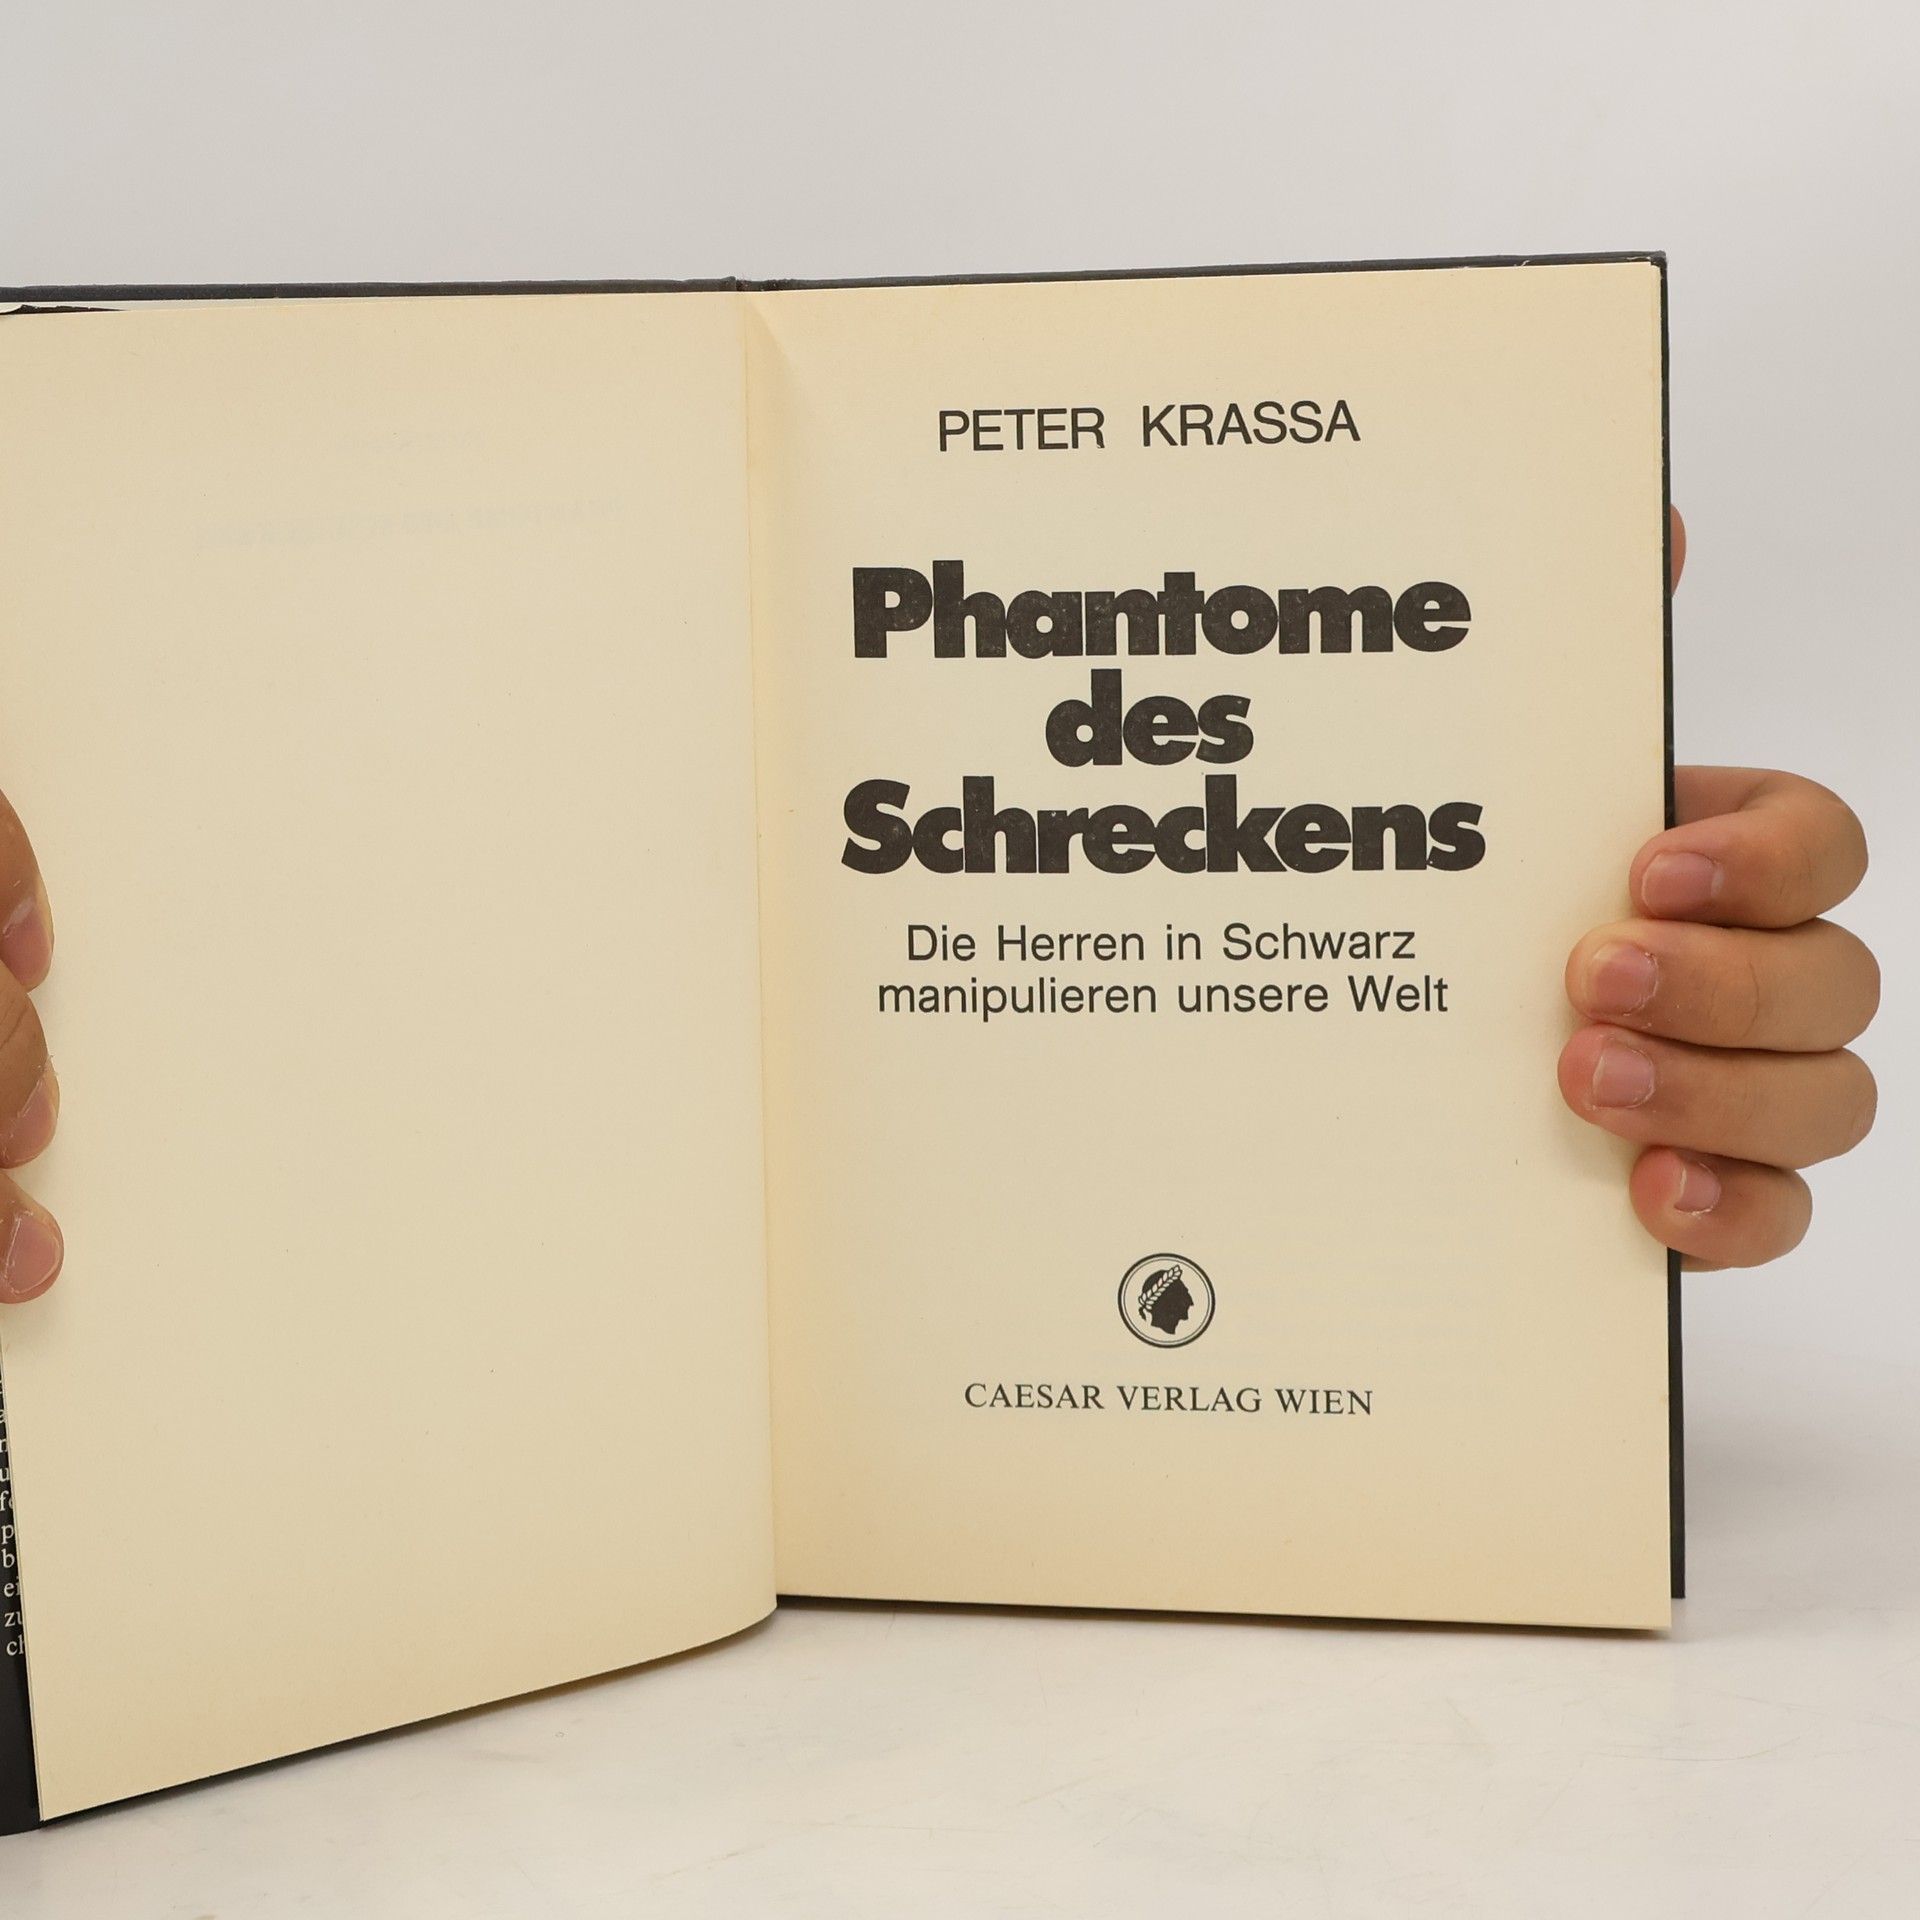 PETER KRASSA
Phantome
des
Schreckens
Die Herren in Schwarz
manipulieren unsere Welt
CAESAR VERLAG WIEN